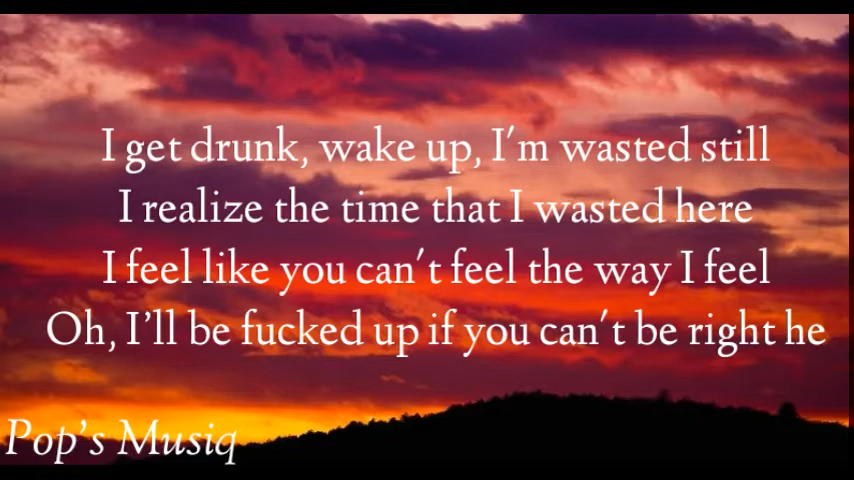 I get drunk, wake up, I'm wasted still
I realize the time that I wasted here
I feel like you can't feel the way I feel
Oh, I’ll be fucked up if you can't be right he
Pop's Musiq